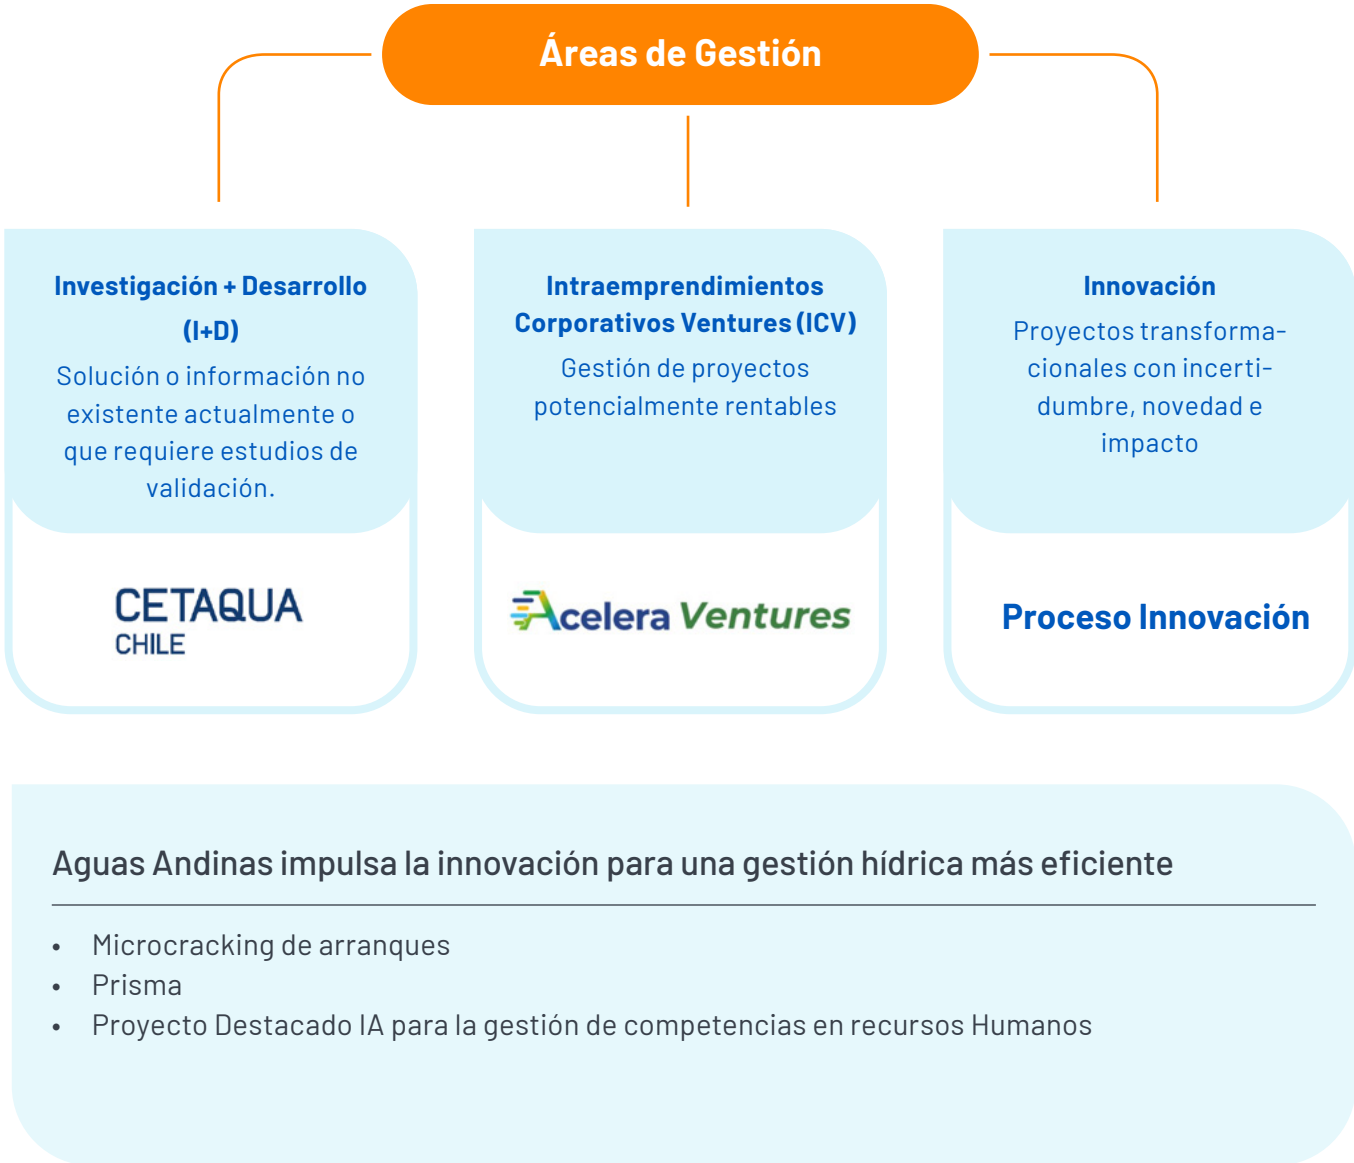 Áreas de Gestión
Investigación + Desarrollo
(I+D)
Solución o información no
existente actualmente o
que requiere estudios de
validación.
CETAQUA
CHILE
Intraemprendimientos
Corporativos Ventures (ICV)
Gestión de proyectos
potencialmente rentables
Acelera Ventures
Innovación
Proyectos transforma-
cionales con incerti-
dumbre, novedad e
impacto
Proceso Innovación
Aguas Andinas impulsa la innovación para una gestión hídrica más eficiente
• Microcracking de arranques
• Prisma
• Proyecto Destacado IA para la gestión de competencias en recursos Humanos